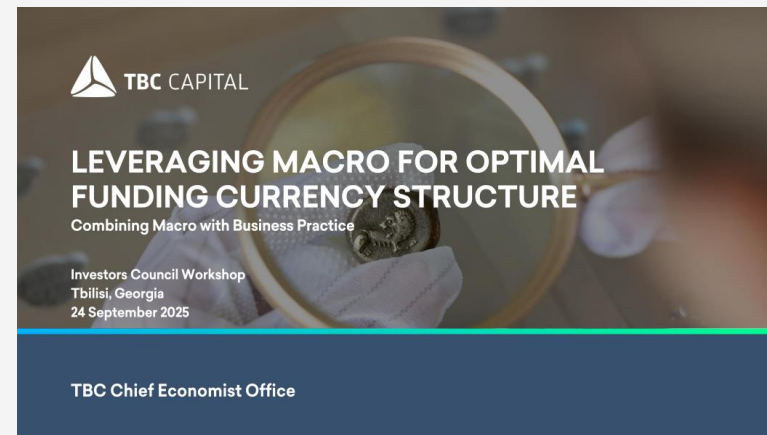 TBC CAPITAL
LEVERAGING MACRO FOR OPTIMAL
FUNDING CURRENCY STRUCTURE
Combining Macro with Business Practice
Investors Council Workshop
Tbilisi, Georgia
24 September 2025
TBC Chief Economist Office